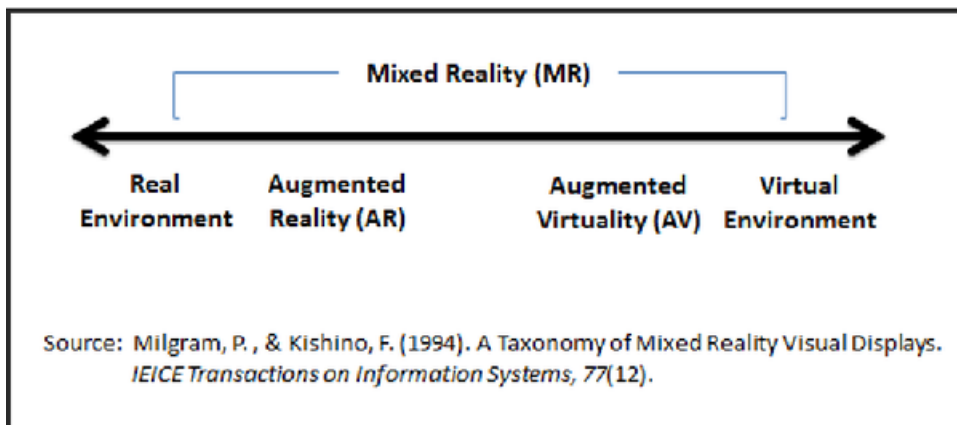 Mixed Reality (MR)
Real Environment
Augmented Reality (AR)
Augmented Virtuality (AV)
Virtual Environment
Source: Milgram, P., & Kishino, F. (1994). A Taxonomy of Mixed Reality Visual Displays.
IEICE Transactions on Information Systems, 77(12).